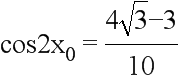 cos2x₀ = (4√3−3)/10